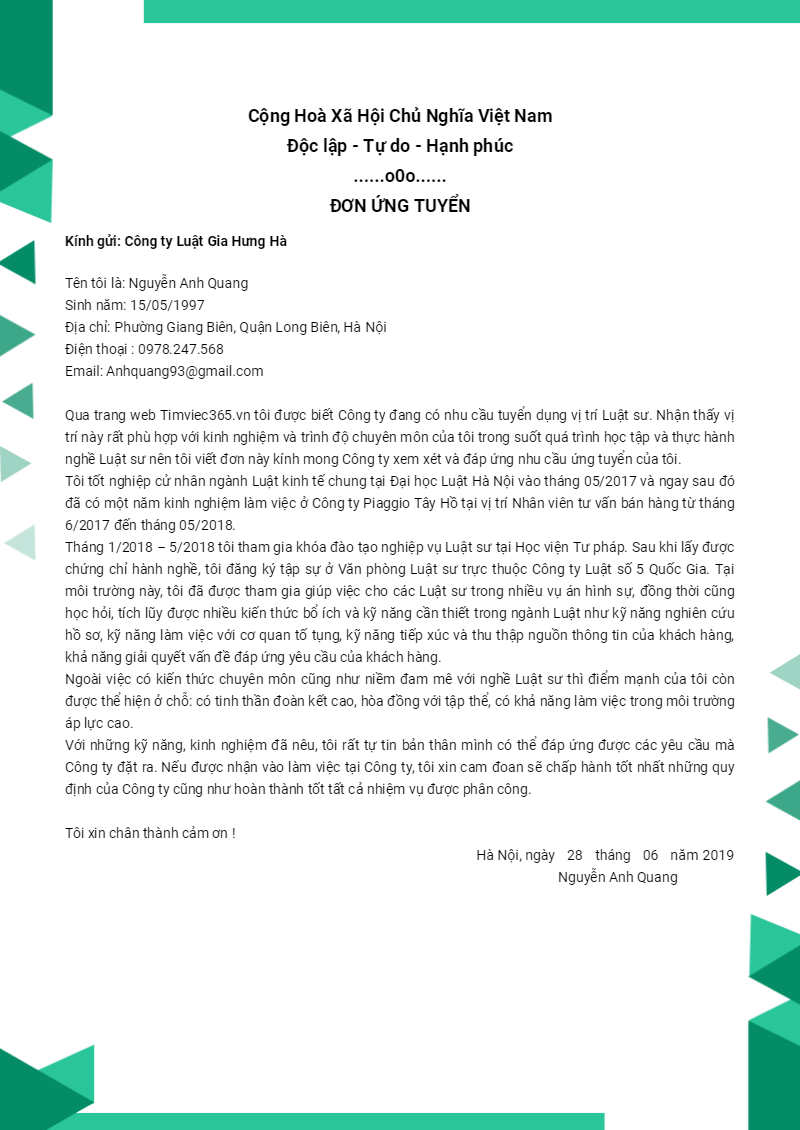 Cộng Hoà Xã Hội Chủ Nghĩa Việt Nam
Độc lập - Tự do - Hạnh phúc
......o0o......
ĐƠN ỨNG TUYỂN
Kính gửi: Công ty Luật Gia Hưng Hà
Tên tôi là: Nguyễn Anh Quang
Sinh năm: 15/05/1997
Địa chỉ: Phường Giang Biên, Quận Long Biên, Hà Nội
Điện thoại : 0978.247.568
Email: Anhquang93@gmail.com
Qua trang web Timviec365.vn tôi được biết Công ty đang có nhu cầu tuyển dụng vị trí Luật sư. Nhận thấy vị
trí này rất phù hợp với kinh nghiệm và trình độ chuyên môn của tôi trong suốt quá trình học tập và thực hành
nghề Luật sư nên tôi viết đơn này kính mong Công ty xem xét và đáp ứng nhu cầu ứng tuyển của tôi.
Tôi tốt nghiệp cử nhân ngành Luật kinh tế chung tại Đại học Luật Hà Nội vào tháng 05/2017 và ngay sau đó
đã có một năm kinh nghiệm làm việc ở Công ty Piaggio Tây Hồ tại vị trí Nhân viên tư vấn bán hàng từ tháng
6/2017 đến tháng 05/2018.
Tháng 1/2018 – 5/2018 tôi tham gia khóa đào tạo nghiệp vụ Luật sư tại Học viện Tư pháp. Sau khi lấy được
chứng chỉ hành nghề, tôi đăng ký tập sự ở Văn phòng Luật sư trực thuộc Công ty Luật số 5 Quốc Gia. Tại
môi trường này, tôi đã được tham gia giúp việc cho các Luật sư trong nhiều vụ án hình sự, đồng thời cũng
học hỏi, tích lũy được nhiều kiến thức bổ ích và kỹ năng cần thiết trong ngành Luật như kỹ năng nghiên cứu
hồ sơ, kỹ năng làm việc với cơ quan tố tụng, kỹ năng tiếp xúc và thu thập nguồn thông tin của khách hàng,
khả năng giải quyết vấn đề đáp ứng yêu cầu của khách hàng.
Ngoài việc có kiến thức chuyên môn cũng như niềm đam mê với nghề Luật sư thì điểm mạnh của tôi còn
được thể hiện ở chỗ: có tinh thần đoàn kết cao, hòa đồng với tập thể, có khả năng làm việc trong môi trường
áp lực cao.
Với những kỹ năng, kinh nghiệm đã nêu, tôi rất tự tin bản thân mình có thể đáp ứng được các yêu cầu mà
Công ty đặt ra. Nếu được nhận vào làm việc tại Công ty, tôi xin cam đoan sẽ chấp hành tốt nhất những quy
định của Công ty cũng như hoàn thành tốt tất cả nhiệm vụ được phân công.
Tôi xin chân thành cảm ơn !
Hà Nội, ngày 28 tháng 06 năm 2019
Nguyễn Anh Quang